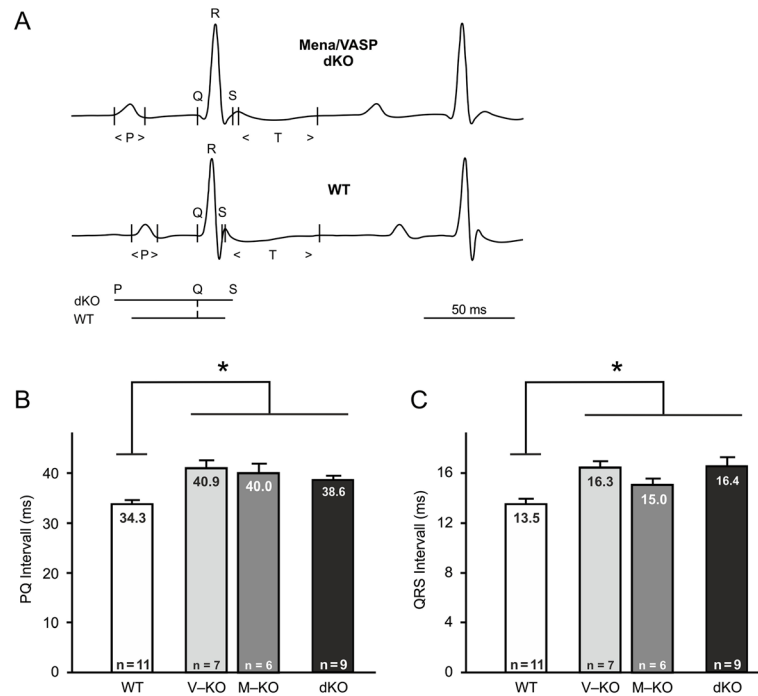 A
R
Mena/VASP
dKO
Q S
< P > < T >
R
WT
Q S
< P > < T >
P Q S
dKO
WT
50 ms
B
*
PQ Intervall (ms)
40
30
20
10
0
34.3
40.9
40.0
38.6
n = 11
n = 7
n = 6
n = 9
WT V–KO M–KO dKO
C
*
QRS Intervall (ms)
16
12
8
4
0
13.5
16.3
15.0
16.4
n = 11
n = 7
n = 6
n = 9
WT V–KO M–KO dKO